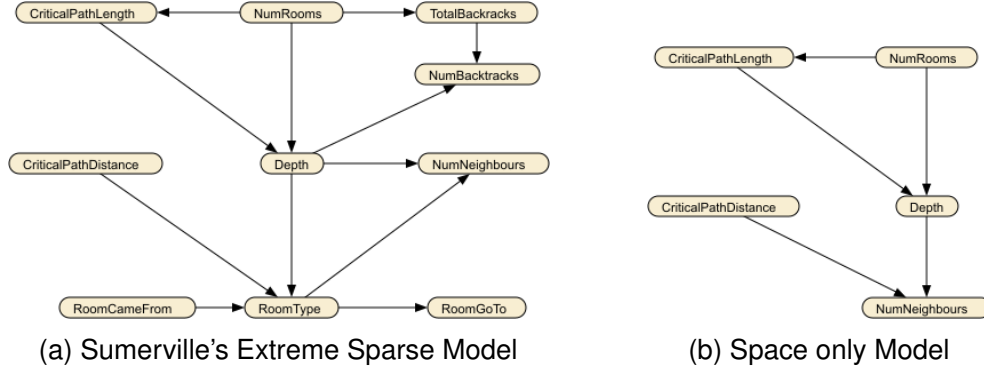 CriticalPathLength
NumRooms
TotalBackracks
NumBacktracks
CriticalPathDistance
Depth
NumNeighbours
RoomCameFrom
RoomType
RoomGoTo
(a) Sumerville's Extreme Sparse Model
CriticalPathLength
NumRooms
CriticalPathDistance
Depth
NumNeighbours
(b) Space only Model